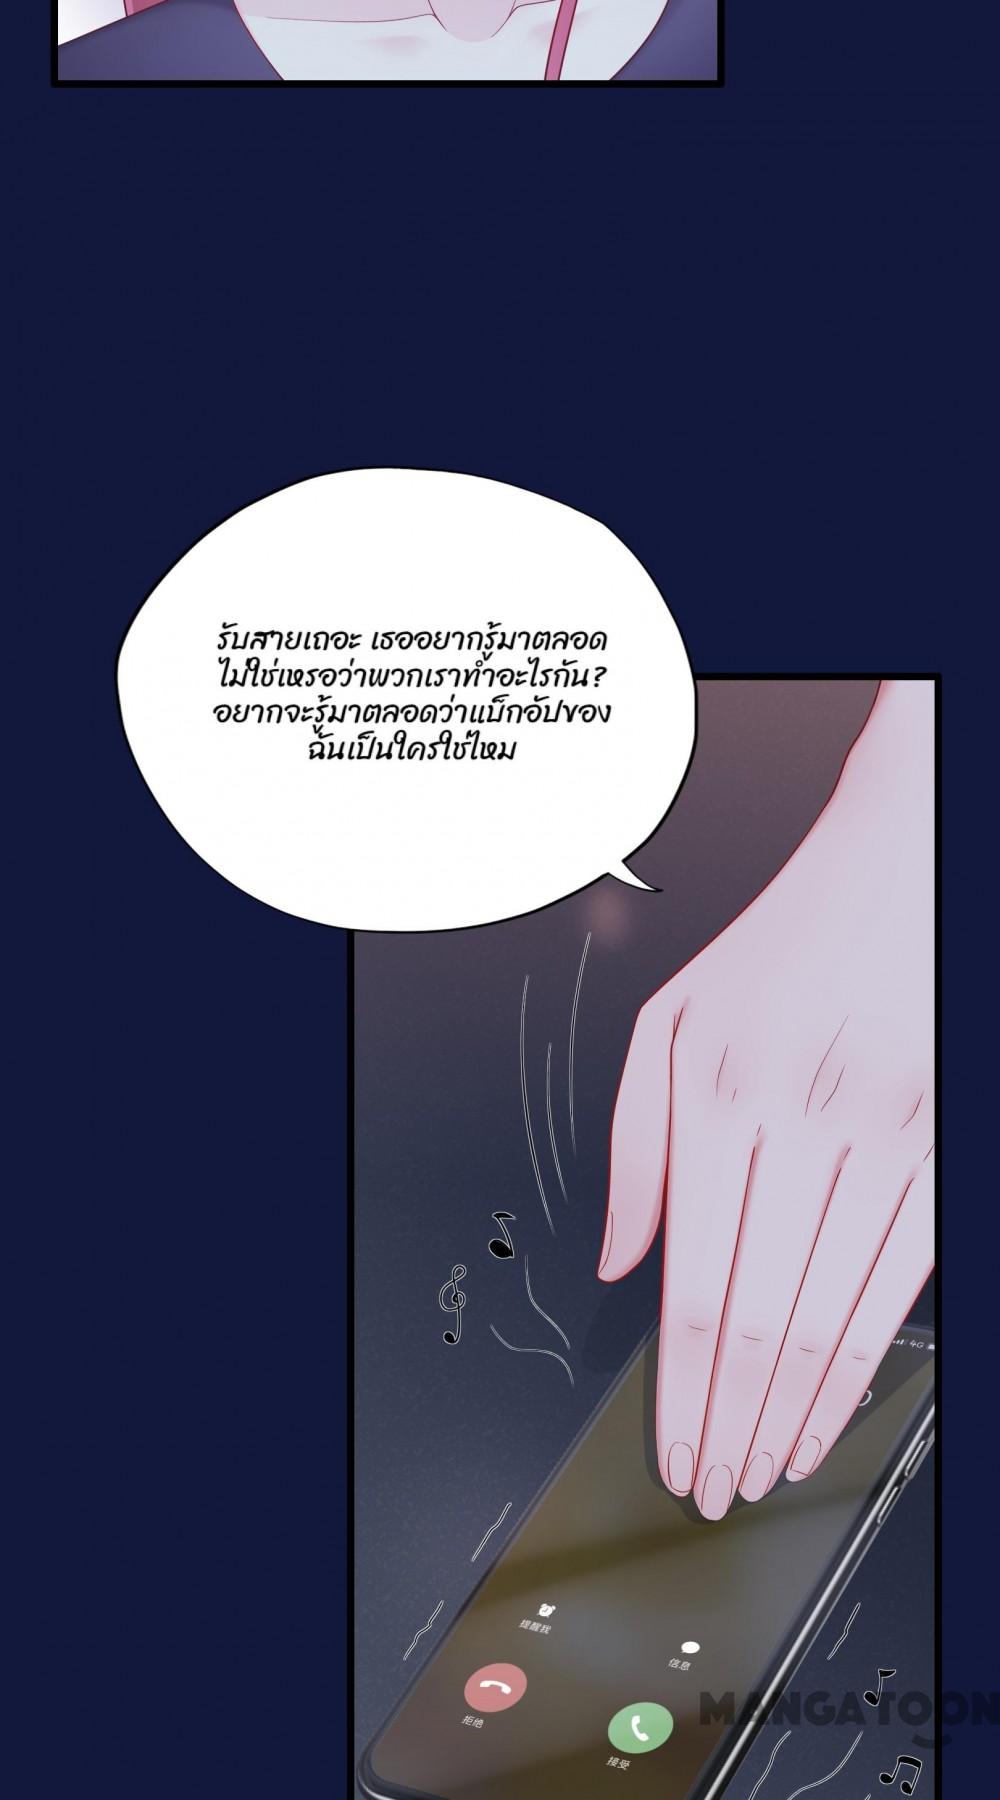 รับสายเถอะ เธออยากรู้มาตลอด
ไม่ใช่เหรอว่าพวกเราทำอะไรกัน?
อยากจะรู้มาตลอดว่าแบ็กอัปของ
ฉันเป็นใครใช่ไหม
4G
提醒我
信息
拒绝
接受
MANGATOON